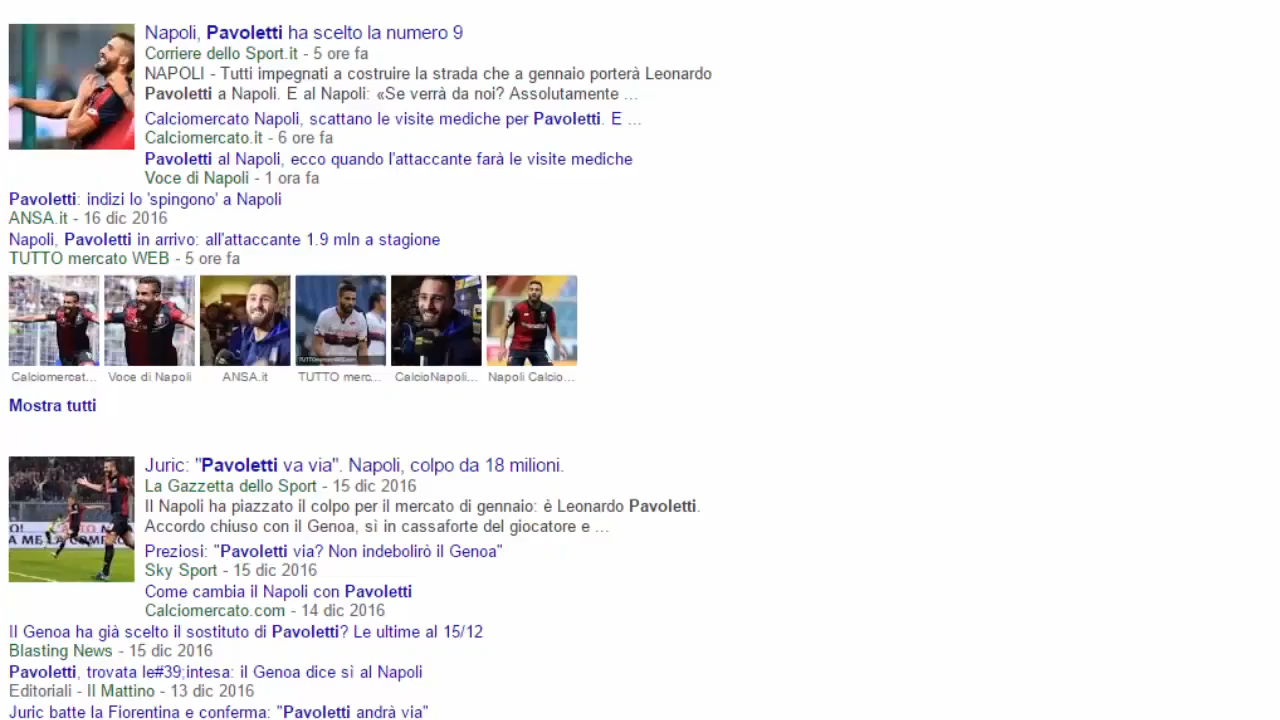 Napoli, Pavoletti ha scelto la numero 9
Corriere dello Sport.it - 5 ore fa
NAPOLI - Tutti impegnati a costruire la strada che a gennaio porterà Leonardo
Pavoletti a Napoli. E al Napoli: «Se verrà da noi? Assolutamente ...
Calciomercato Napoli, scattano le visite mediche per Pavoletti. E ...
Calciomercato.it - 6 ore fa
Pavoletti al Napoli, ecco quando l'attaccante farà le visite mediche
Voce di Napoli - 1 ora fa
Pavoletti: indizi lo 'spingono' a Napoli
ANSA.it - 16 dic 2016
Napoli, Pavoletti in arrivo: all'attaccante 1.9 mln a stagione
TUTTO mercato WEB - 5 ore fa
Calciomercat... Voce di Napoli ANSA.it TUTTO merc... CalcioNapoli... Napoli Calcio...
Mostra tutti
Juric: "Pavoletti va via". Napoli, colpo da 18 milioni.
La Gazzetta dello Sport - 15 dic 2016
Il Napoli ha piazzato il colpo per il mercato di gennaio: è Leonardo Pavoletti.
Accordo chiuso con il Genoa, sì in cassaforte del giocatore e ...
Preziosi: "Pavoletti via? Non indebolirò il Genoa"
Sky Sport - 15 dic 2016
Come cambia il Napoli con Pavoletti
Calciomercato.com - 14 dic 2016
Il Genoa ha già scelto il sostituto di Pavoletti? Le ultime al 15/12
Blasting News - 15 dic 2016
Pavoletti, trovata le#39;intesa: il Genoa dice sì al Napoli
Editoriali - Il Mattino - 13 dic 2016
Juric batte la Fiorentina e conferma: "Pavoletti andrà via"